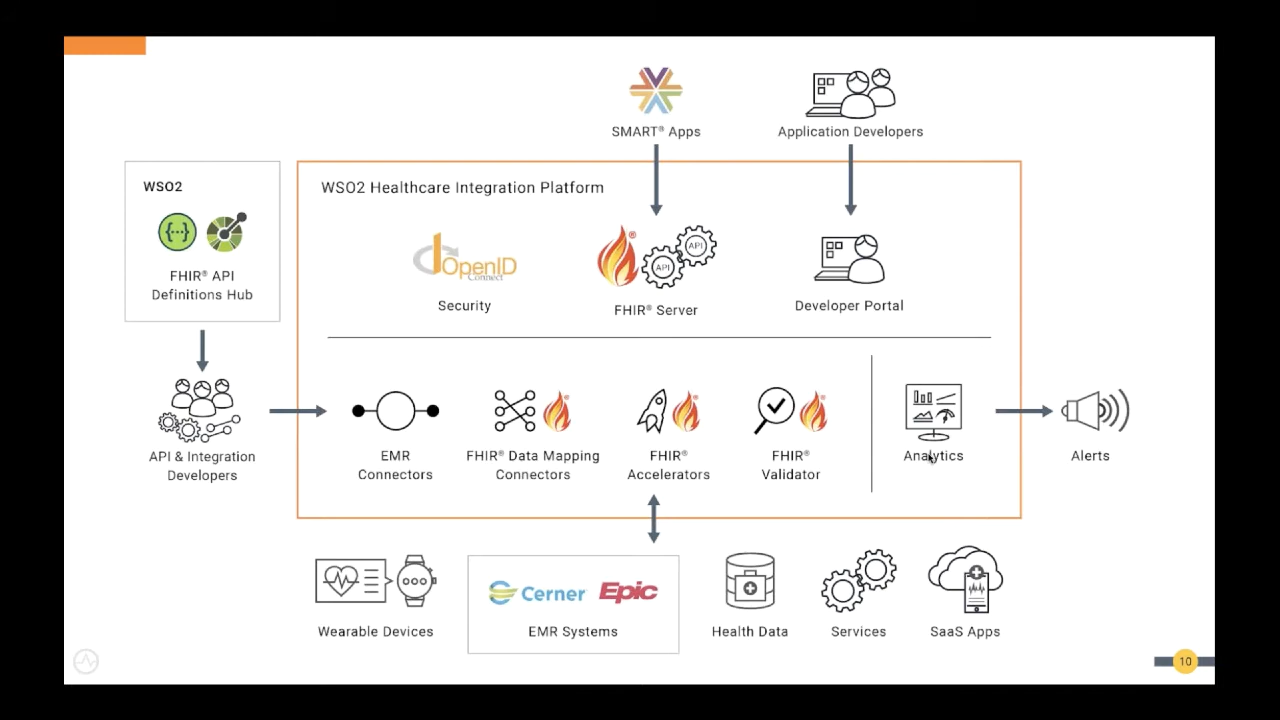 SMART® Apps
Application Developers
WSO2
FHIR® API
Definitions Hub
WSO2 Healthcare Integration Platform
OpenID
Connect
Security
®
API
API
FHIR® Server
Developer Portal
API & Integration
Developers
EMR
Connectors
FHIR® Data Mapping
Connectors
FHIR®
Accelerators
FHIR®
Validator
Analytics
Alerts
Wearable Devices
Cerner
Epic
EMR Systems
Health Data
Services
SaaS Apps
10